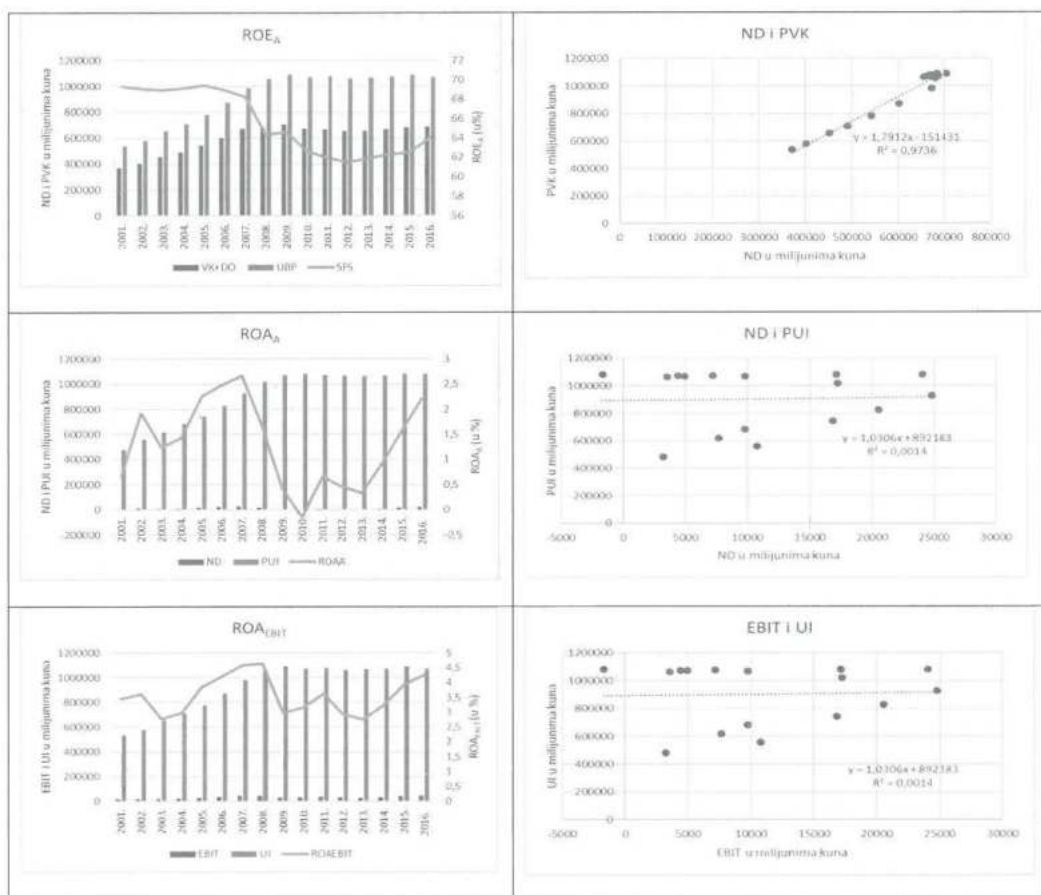 ROE_A
ND i PVK u milijunima kuna
1200000
1000000
800000
600000
400000
200000
0
72
70
68
66
64
62
60
58
56
ROE_A (u%)
2001. 2002. 2003. 2004. 2005. 2006. 2007. 2008. 2009. 2010. 2011. 2012. 2013. 2014. 2015. 2016.
VK+DO UBP SFS
ND i PVK
PVK u milijunima kuna
1200000
1000000
800000
600000
400000
200000
0
y = 1,7912x - 151431
R² = 0,9736
0 100000 200000 300000 400000 500000 600000 700000 800000
ND u milijunima kuna
ROA_A
ND i PUI u milijunima kuna
1200000
1000000
800000
600000
400000
200000
0
-200000
3
2,5
2
1,5
1
0,5
0
-0,5
ROA_A (u %)
2001. 2002. 2003. 2004. 2005. 2006. 2007. 2008. 2009. 2010. 2011. 2012. 2013. 2014. 2015. 2016.
ND PUI ROAA
ND i PUI
PUI u milijunima kuna
1200000
1000000
800000
600000
400000
200000
0
y = 1,0306x + 892183
R² = 0,0014
-5000 0 5000 10000 15000 20000 25000 30000
ND u milijunima kuna
ROA_EBIT
EBIT i UI u milijunima kuna
1200000
1000000
800000
600000
400000
200000
0
5
4,5
4
3,5
3
2,5
2
1,5
1
0,5
0
ROA_EBIT (u %)
2001. 2002. 2003. 2004. 2005. 2006. 2007. 2008. 2009. 2010. 2011. 2012. 2013. 2014. 2015. 2016.
EBIT UI ROAEBIT
EBIT i UI
UI u milijunima kuna
1200000
1000000
800000
600000
400000
200000
0
y = 1,0306x + 892183
R² = 0,0014
-5000 0 5000 10000 15000 20000 25000 30000
EBIT u milijunima kuna